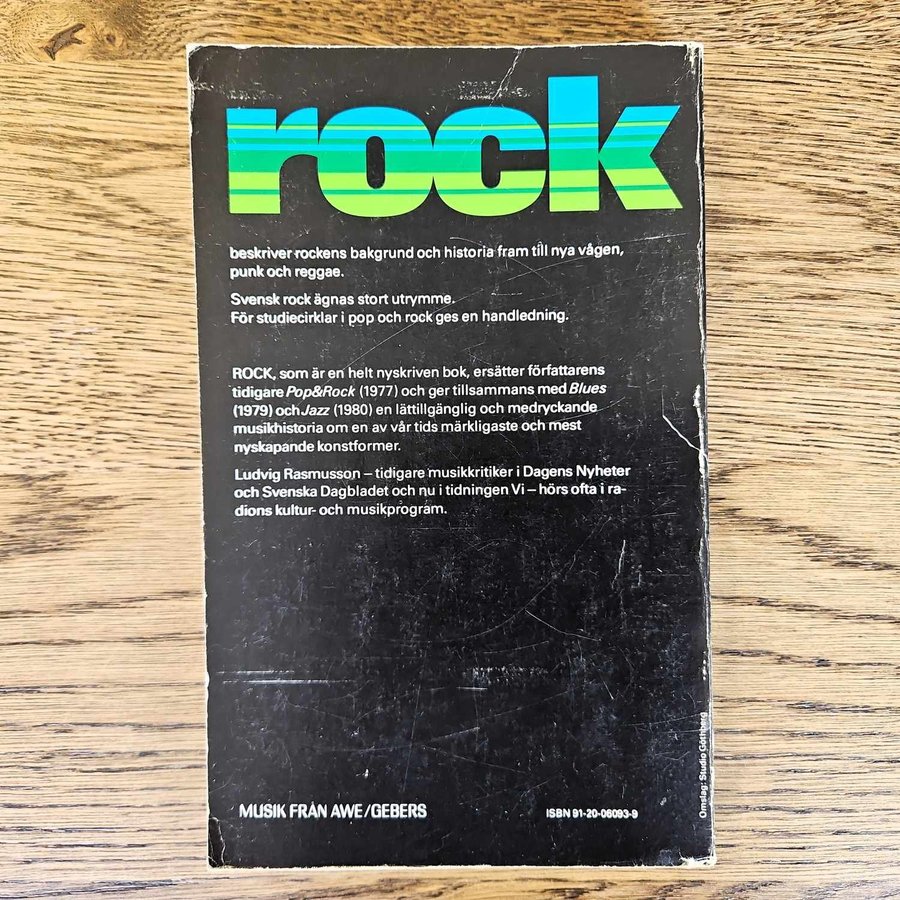 rock
beskriver rockens bakgrund och historia fram till nya vågen,
punk och reggae.
Svensk rock ägnas stort utrymme.
För studiecirklar i pop och rock ges en handledning.
ROCK, som är en helt nyskriven bok, ersätter författarens
tidigare Pop&Rock (1977) och ger tillsammans med Blues
(1979) och Jazz (1980) en lättillgänglig och medryckande
musikhistoria om en av vår tids märkligaste och mest
nyskapande konstformer.
Ludvig Rasmusson – tidigare musikkritiker i Dagens Nyheter
och Svenska Dagbladet och nu i tidningen Vi – hörs ofta i ra-
dions kultur- och musikprogram.
MUSIK FRÅN AWE/GEBERS
ISBN 91-20-06093-9
Omslag: Studio Göthberg